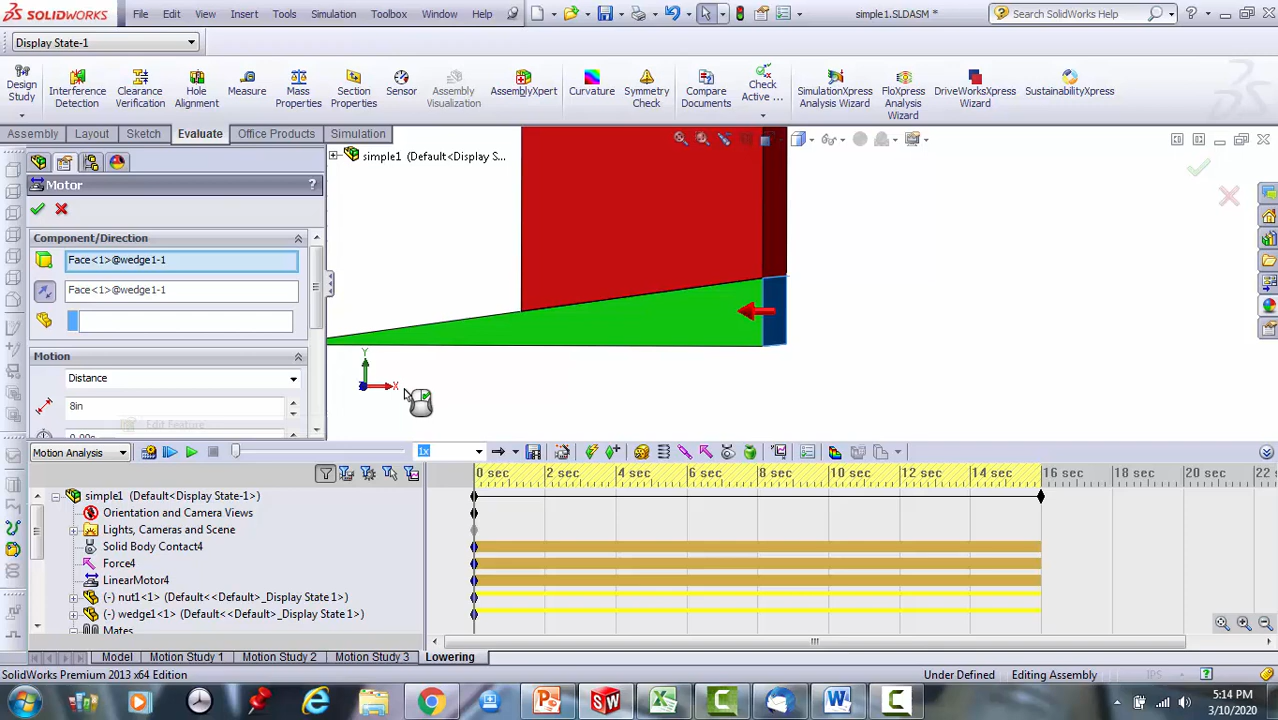 SOLIDWORKS File Edit View Insert Tools Simulation Toolbox Window Help simple1.SLDASM * Search SolidWorks Help
Display State-1
Design Study Interference Detection Clearance Verification Hole Alignment Measure Mass Properties Section Properties Sensor Assembly Visualization AssemblyXpert Curvature Symmetry Check Compare Documents Check Active ... SimulationXpress Analysis Wizard FloXpress Analysis Wizard DriveWorksXpress Wizard SustainabilityXpress
Assembly Layout Sketch Evaluate Office Products Simulation
simple1 (Default<Display S...
Motor ?
Component/Direction
Face<1>@wedge1-1
Face<1>@wedge1-1
Motion
Distance
8in
Edit Feature
0.00s
Y
X
Motion Analysis 1x
0 sec 2 sec 4 sec 6 sec 8 sec 10 sec 12 sec 14 sec 16 sec 18 sec 20 sec 22 se
simple1 (Default<Display State-1>)
Orientation and Camera Views
Lights, Cameras and Scene
Solid Body Contact4
Force4
LinearMotor4
(-) nut1<1> (Default<<Default>_Display State 1>)
(-) wedge1<1> (Default<<Default>_Display State 1>)
Mates
Model Motion Study 1 Motion Study 2 Motion Study 3 Lowering
SolidWorks Premium 2013 x64 Edition Under Defined Editing Assembly IPS
5:14 PM
3/10/2020